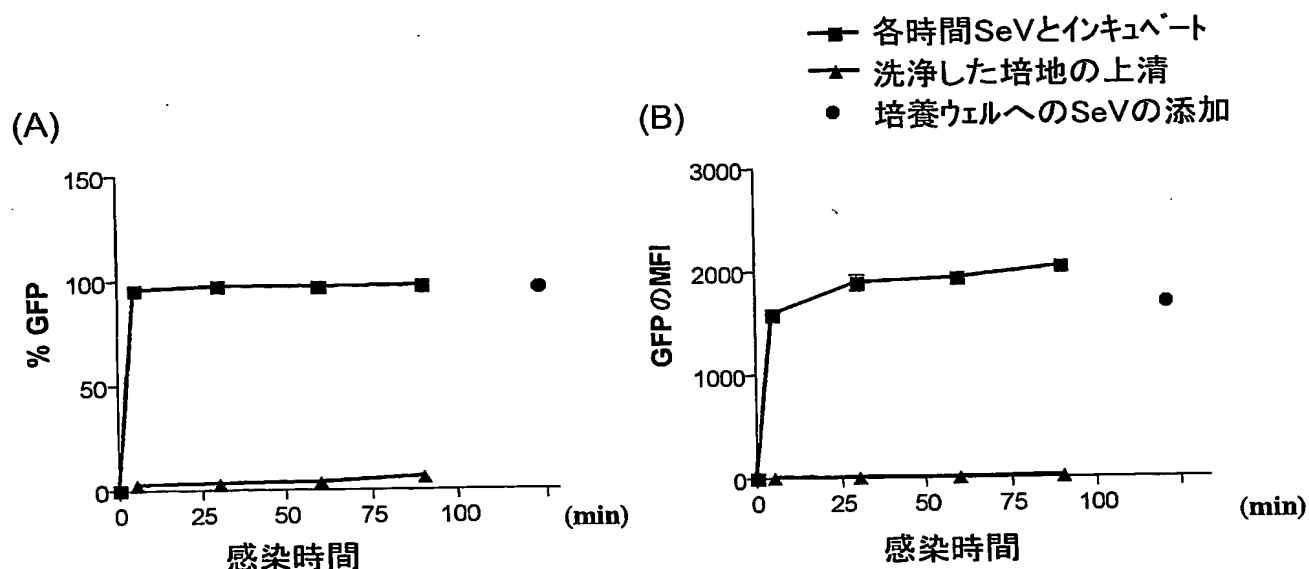 各時間SeVとインキュベート
洗浄した培地の上清
培養ウェルへのSeVの添加
(A)
150
100
50
0
% GFP
0 25 50 75 100 (min)
感染時間
(B)
3000
2000
1000
0
GFPのMFI
0 25 50 75 100 (min)
感染時間